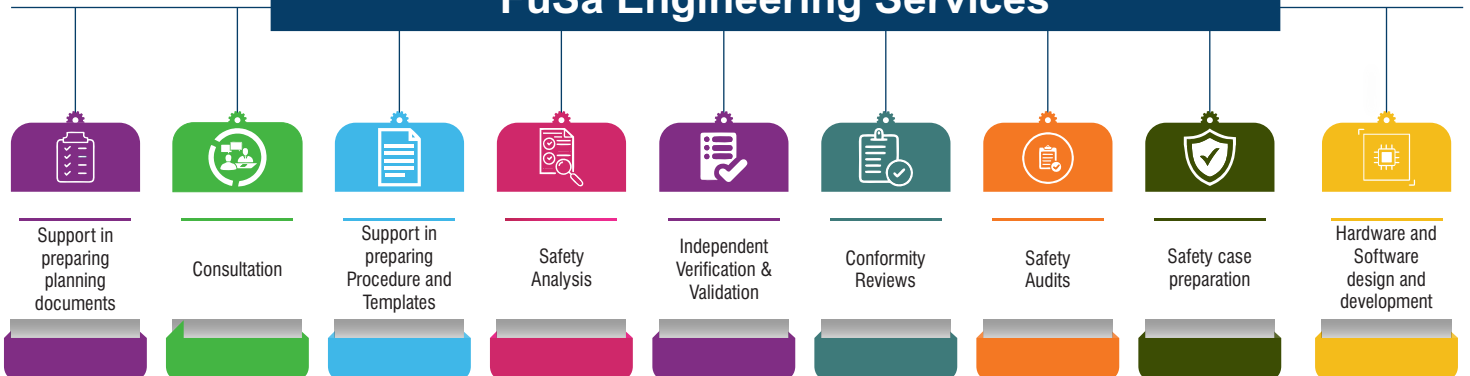 FuSa Engineering Services
Support in
preparing
planning
documents
Consultation
Support in
preparing
Procedure and
Templates
Safety
Analysis
Independent
Verification &
Validation
Conformity
Reviews
Safety
Audits
Safety case
preparation
Hardware and
Software
design and
development